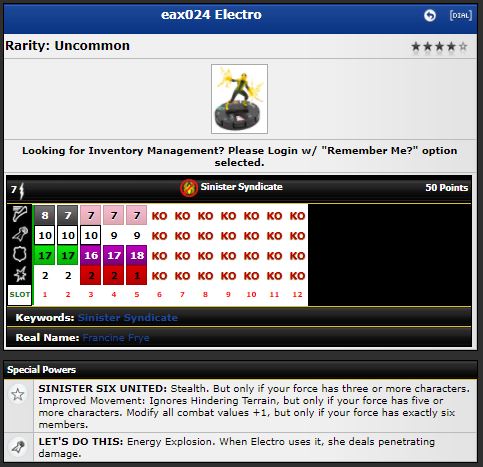 eax024 Electro
[DIAL]
Rarity: Uncommon
Looking for Inventory Management? Please Login w/ "Remember Me?" option
selected.
7 Sinister Syndicate 50 Points
8 7 7 7 7 KO KO KO KO KO KO KO
10 10 10 9 9 KO KO KO KO KO KO KO
17 17 16 17 18 KO KO KO KO KO KO KO
2 2 2 2 1 KO KO KO KO KO KO KO
SLOT 1 2 3 4 5 6 7 8 9 10 11 12
Keywords: Sinister Syndicate
Real Name: Francine Frye
Special Powers
SINISTER SIX UNITED: Stealth. But only if your force has three or more characters.
Improved Movement: Ignores Hindering Terrain, but only if your force has five or
more characters. Modify all combat values +1, but only if your force has exactly six
members.
LET'S DO THIS: Energy Explosion. When Electro uses it, she deals penetrating
damage.